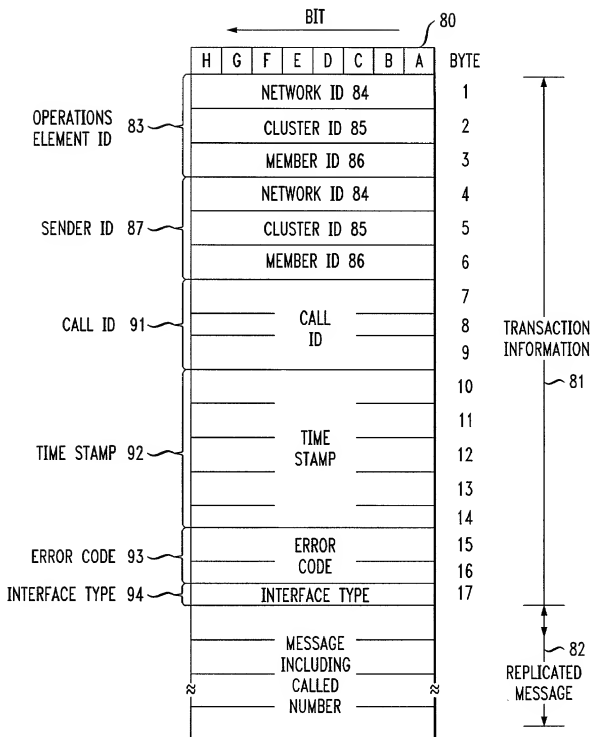 BIT
80
H G F E D C B A BYTE
NETWORK ID 84 1
OPERATIONS ELEMENT ID 83
CLUSTER ID 85 2
MEMBER ID 86 3
NETWORK ID 84 4
SENDER ID 87
CLUSTER ID 85 5
MEMBER ID 86 6
7
CALL ID 91
CALL ID
8
9
TRANSACTION INFORMATION
81
10
11
TIME STAMP 92
TIME STAMP
12
13
14
ERROR CODE 93
ERROR CODE
15
16
INTERFACE TYPE 94
INTERFACE TYPE 17
MESSAGE
INCLUDING
CALLED
NUMBER
82
REPLICATED
MESSAGE